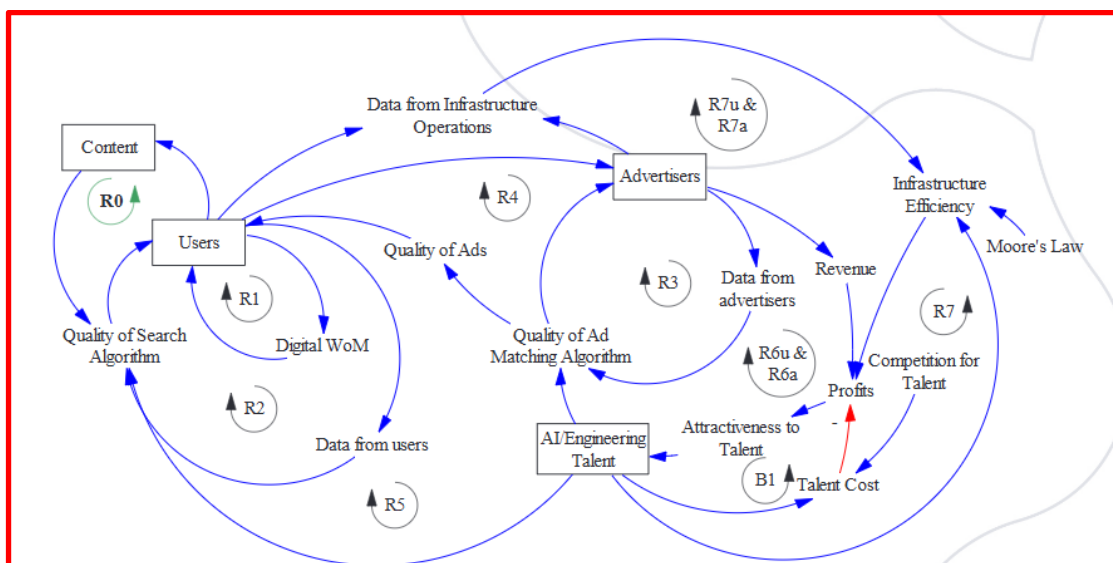 Data from Infrastructure
Operations
R7u &
R7a
Content
R0
Advertisers
Infrastructure
Efficiency
R4
Users
Quality of Ads
Moore's Law
Revenue
R1
R3
Data from
advertisers
R7
Quality of Search
Algorithm
Digital WoM
Quality of Ad
Matching Algorithm
R6u &
R6a
Competition for
Talent
Profits
R2
-
Attractiveness to
Talent
Data from users
AI/Engineering
Talent
B1
Talent Cost
R5